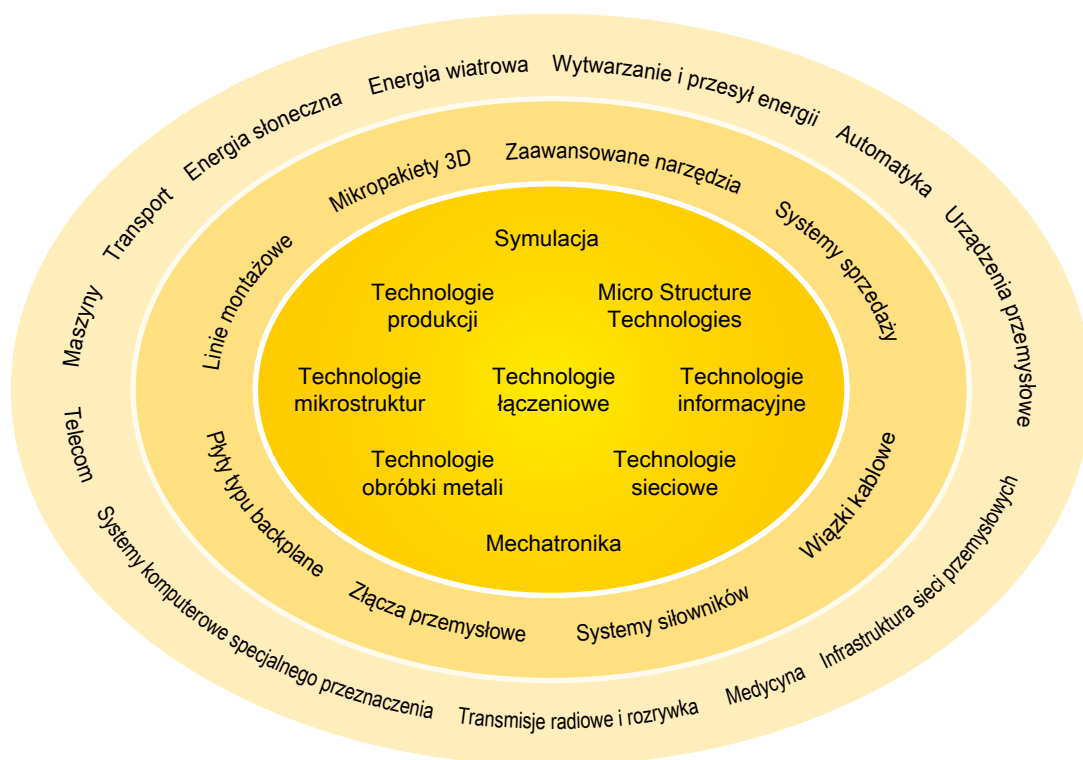 Energia wiatrowa
Wytwarzanie i przesył energii
Energia słoneczna
Automatyka
Transport
Urządzenia przemysłowe
Maszyny
Telecom
Systemy komputerowe specjalnego przeznaczenia
Transmisje radiowe i rozrywka
Medycyna
Infrastruktura sieci przemysłowych
Mikropakiety 3D
Zaawansowane narzędzia
Systemy sprzedaży
Linie montażowe
Płyty typu backplane
Złącza przemysłowe
Systemy siłowników
Wiązki kablowe
Symulacja
Technologie
produkcji
Micro Structure
Technologies
Technologie
mikrostruktur
Technologie
łączeniowe
Technologie
informacyjne
Technologie
obróbki metali
Technologie
sieciowe
Mechatronika